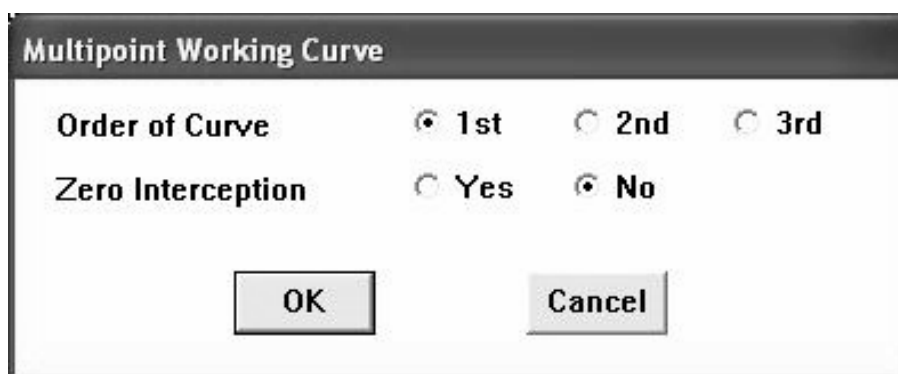 Multipoint Working Curve
Order of Curve 1st 2nd 3rd
Zero Interception Yes No
OK Cancel